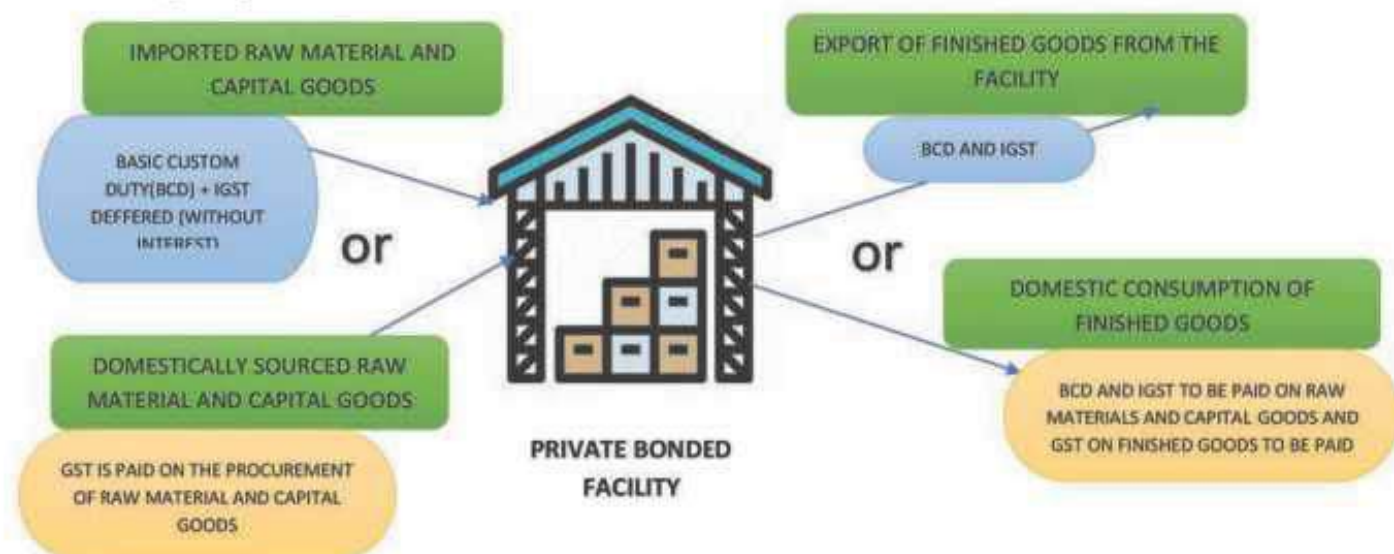 IMPORTED RAW MATERIAL AND
CAPITAL GOODS
BASIC CUSTOM
DUTY(BCD) + IGST
DEFFERED (WITHOUT
INTEREST)
or
DOMESTICALLY SOURCED RAW
MATERIAL AND CAPITAL GOODS
GST IS PAID ON THE PROCUREMENT
OF RAW MATERIAL AND CAPITAL
GOODS
PRIVATE BONDED
FACILITY
EXPORT OF FINISHED GOODS FROM THE
FACILITY
BCD AND IGST
or
DOMESTIC CONSUMPTION OF
FINISHED GOODS
BCD AND IGST TO BE PAID ON RAW
MATERIALS AND CAPITAL GOODS AND
GST ON FINISHED GOODS TO BE PAID